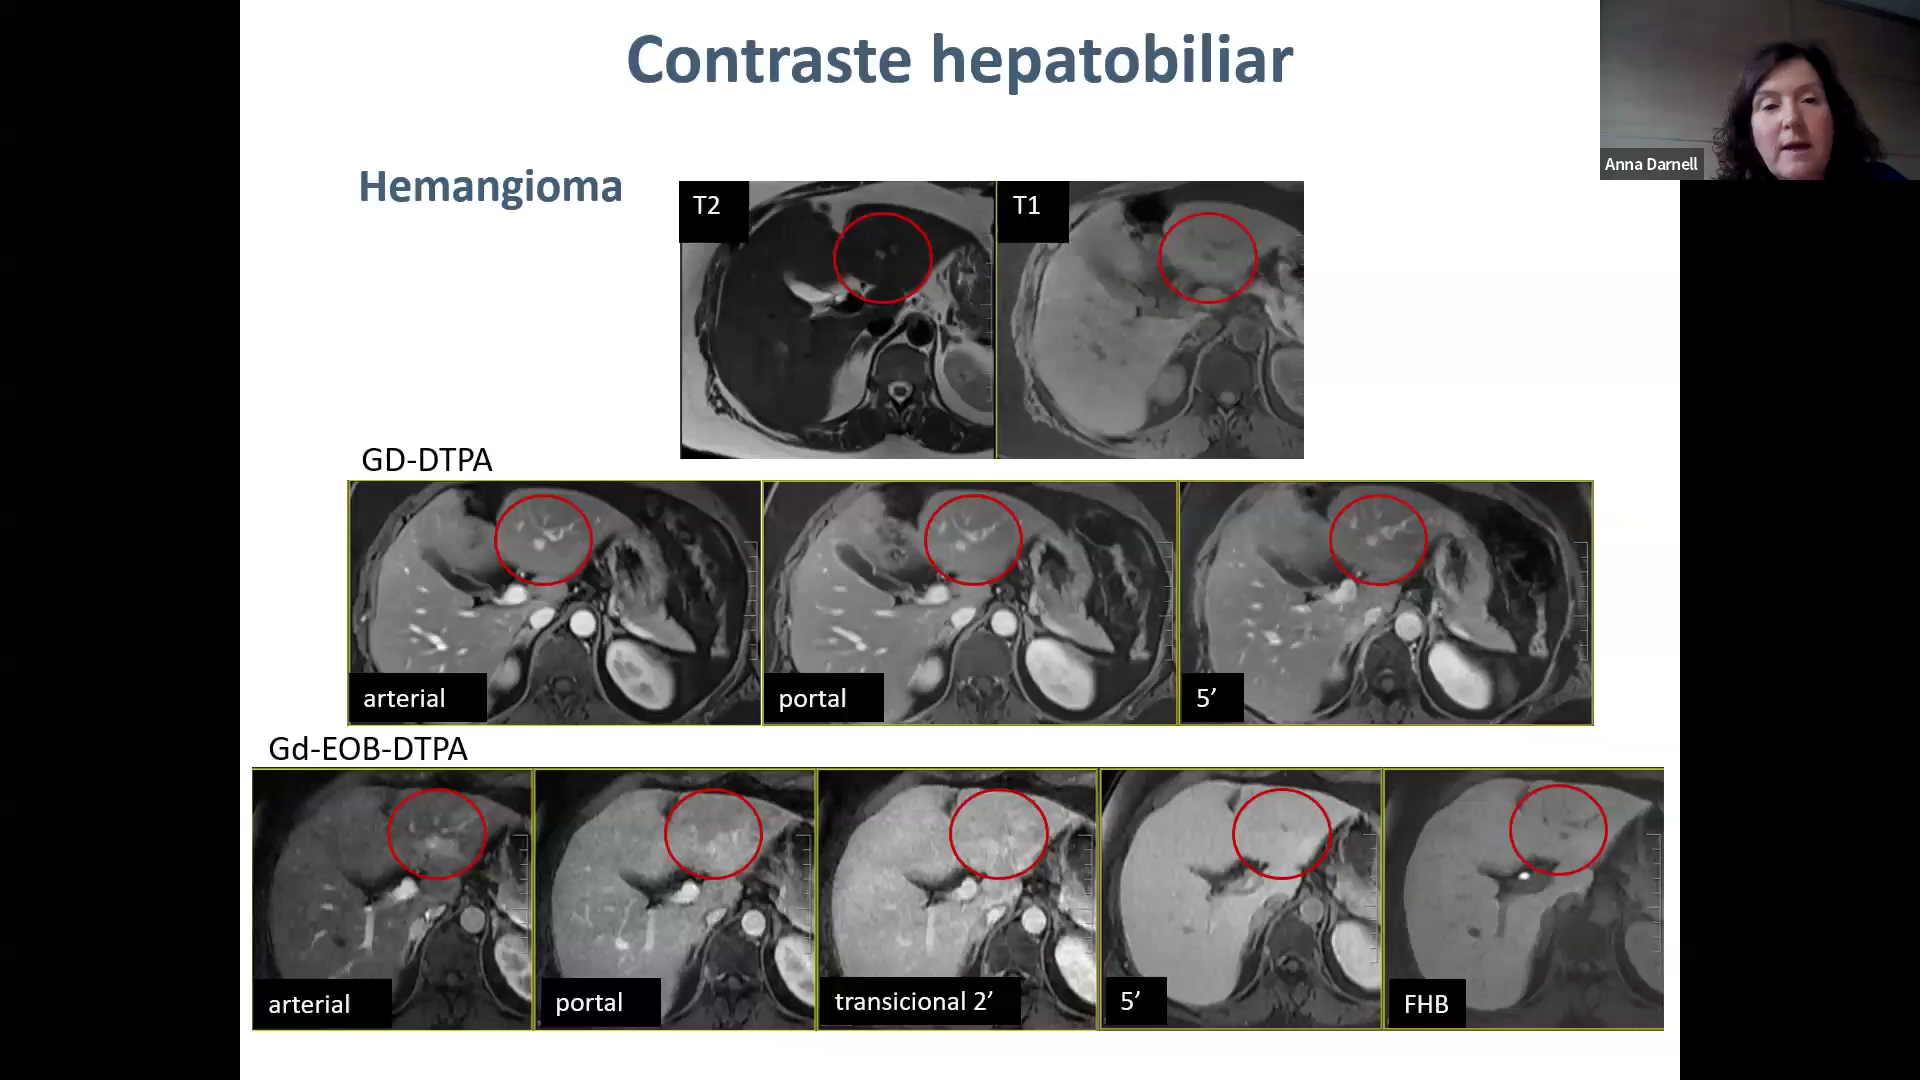 Contraste hepatobiliar
Anna Darnell
Hemangioma
T2
T1
GD-DTPA
arterial
portal
5’
Gd-EOB-DTPA
arterial
portal
transicional 2’
5’
FHB